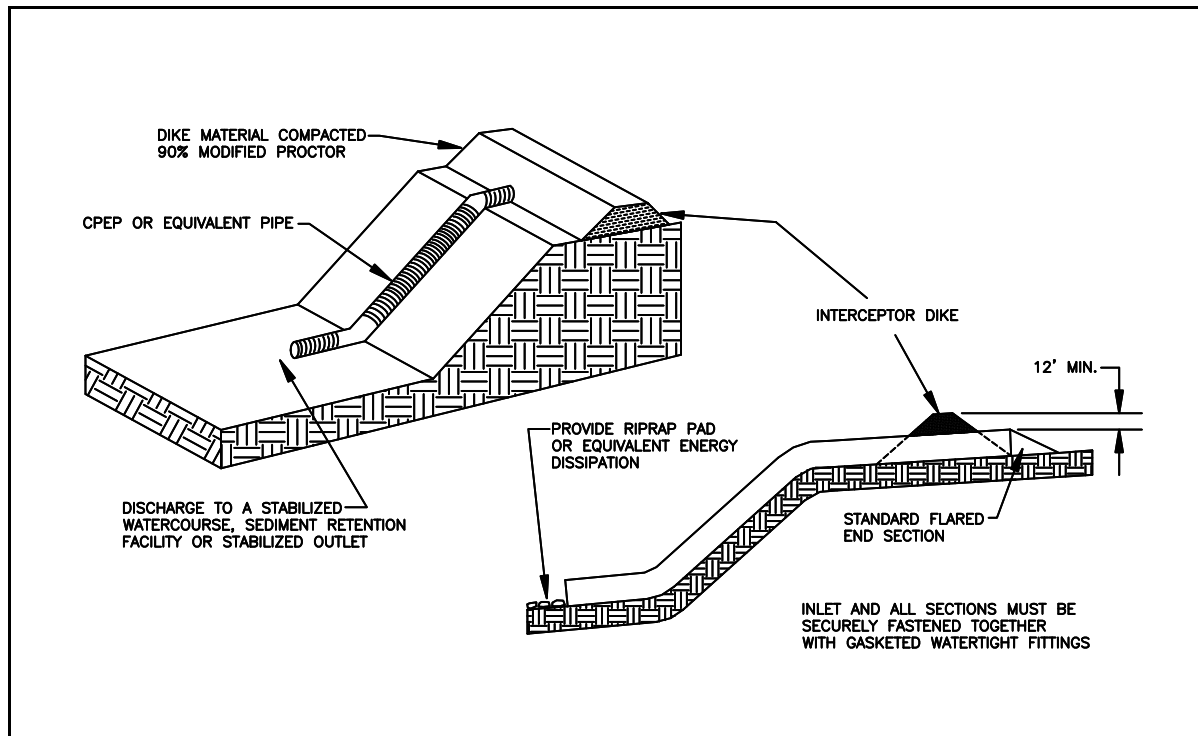 DIKE MATERIAL COMPACTED
90% MODIFIED PROCTOR
CPEP OR EQUIVALENT PIPE
INTERCEPTOR DIKE
12' MIN.
PROVIDE RIPRAP PAD
OR EQUIVALENT ENERGY
DISSIPATION
DISCHARGE TO A STABILIZED
WATERCOURSE, SEDIMENT RETENTION
FACILITY OR STABILIZED OUTLET
STANDARD FLARED
END SECTION
INLET AND ALL SECTIONS MUST BE
SECURELY FASTENED TOGETHER
WITH GASKETED WATERTIGHT FITTINGS